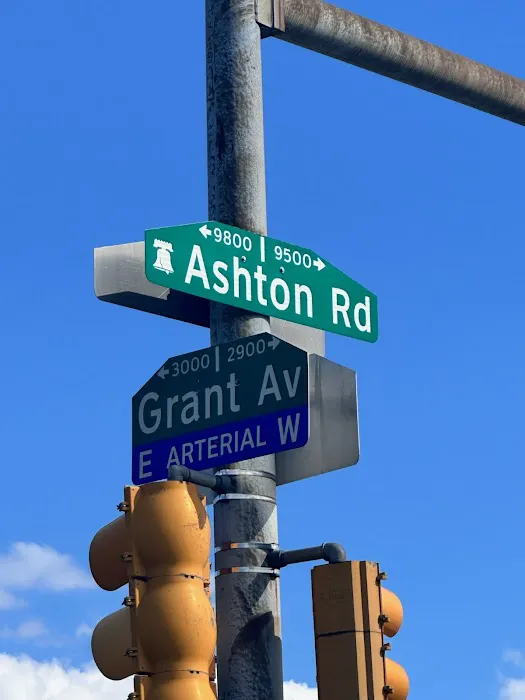 ←9800 | 9500→
Ashton Rd
←3000 | 2900→
Grant Av
E ARTERIAL W